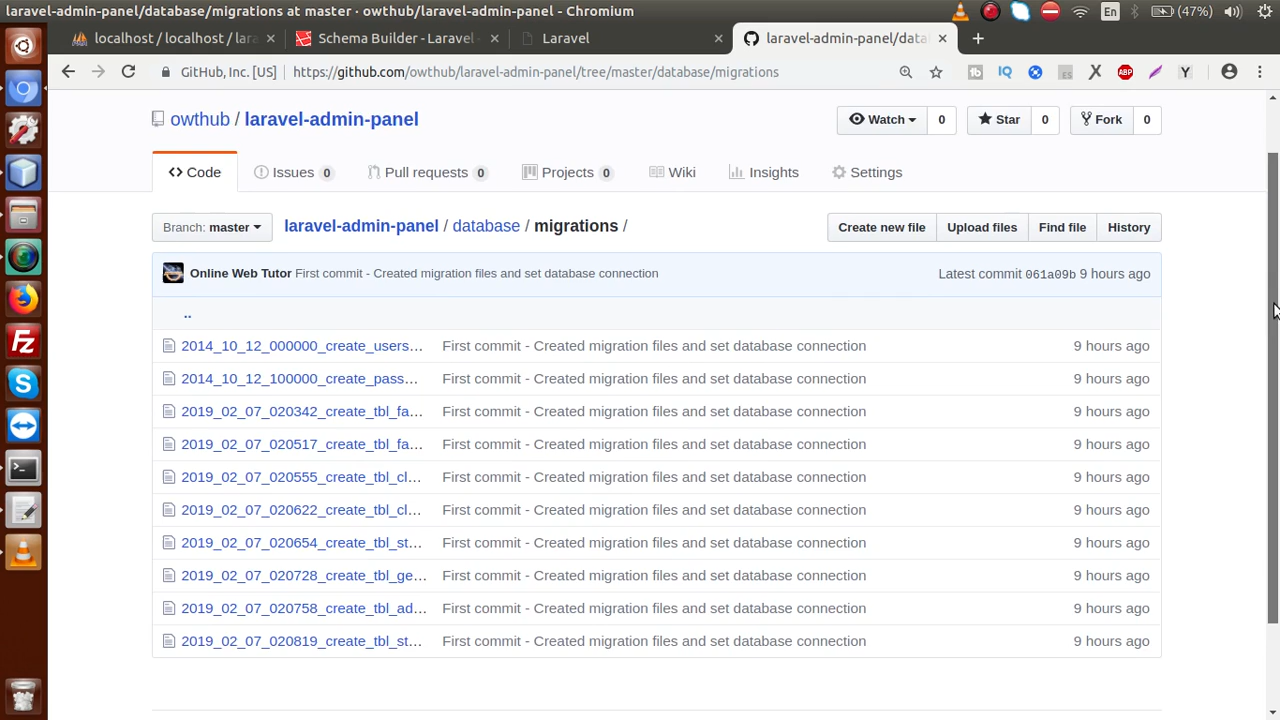 laravel-admin-panel/database/migrations at master · owthub/laravel-admin-panel - Chromium
En (47%)
localhost / localhost / lara ×
Schema Builder - Laravel - ×
Laravel ×
laravel-admin-panel/data ×
GitHub, Inc. [US] https://github.com/owthub/laravel-admin-panel/tree/master/database/migrations
IQ ES X ABP Y
owthub / laravel-admin-panel
Watch 0 Star 0 Fork 0
Code Issues 0 Pull requests 0 Projects 0 Wiki Insights Settings
Branch: master laravel-admin-panel / database / migrations / Create new file Upload files Find file History
Online Web Tutor First commit - Created migration files and set database connection Latest commit 061a09b 9 hours ago
..
2014_10_12_000000_create_users... First commit - Created migration files and set database connection 9 hours ago
2014_10_12_100000_create_pass... First commit - Created migration files and set database connection 9 hours ago
2019_02_07_020342_create_tbl_fa... First commit - Created migration files and set database connection 9 hours ago
2019_02_07_020517_create_tbl_fa... First commit - Created migration files and set database connection 9 hours ago
2019_02_07_020555_create_tbl_cl... First commit - Created migration files and set database connection 9 hours ago
2019_02_07_020622_create_tbl_cl... First commit - Created migration files and set database connection 9 hours ago
2019_02_07_020654_create_tbl_st... First commit - Created migration files and set database connection 9 hours ago
2019_02_07_020728_create_tbl_ge... First commit - Created migration files and set database connection 9 hours ago
2019_02_07_020758_create_tbl_ad... First commit - Created migration files and set database connection 9 hours ago
2019_02_07_020819_create_tbl_st... First commit - Created migration files and set database connection 9 hours ago